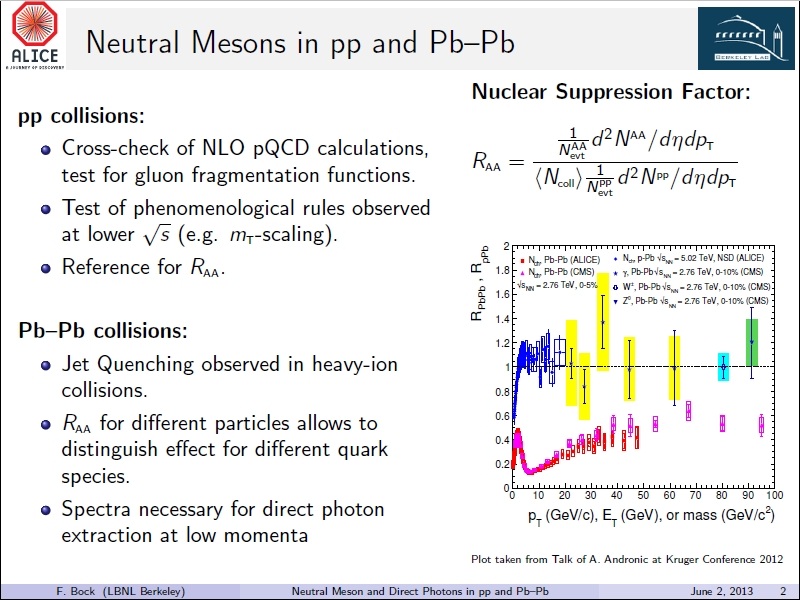 ALICE
A JOURNEY OF DISCOVERY
Neutral Mesons in pp and Pb–Pb
BERKELEY LAB
pp collisions:
Cross-check of NLO pQCD calculations,
test for gluon fragmentation functions.
Test of phenomenological rules observed
at lower √s (e.g. mT-scaling).
Reference for RAA.
Pb–Pb collisions:
Jet Quenching observed in heavy-ion
collisions.
RAA for different particles allows to
distinguish effect for different quark
species.
Spectra necessary for direct photon
extraction at low momenta
Nuclear Suppression Factor:
RAA = (1/N^AA_evt d²N^AA/dηdpT) / (⟨Ncoll⟩ 1/N^pp_evt d²N^pp/dηdpT)
RPbPb , RpPb
2
1.8
1.6
1.4
1.2
1
0.8
0.6
0.4
0.2
0
Nch, Pb-Pb (ALICE)
Nch, Pb-Pb (CMS)
√sNN = 2.76 TeV, 0-5%
Nch, p-Pb √sNN = 5.02 TeV, NSD (ALICE)
γ, Pb-Pb √sNN = 2.76 TeV, 0-10% (CMS)
W±, Pb-Pb √sNN = 2.76 TeV, 0-10% (CMS)
Z0, Pb-Pb √sNN = 2.76 TeV, 0-10% (CMS)
0 10 20 30 40 50 60 70 80 90 100
pT (GeV/c), ET (GeV), or mass (GeV/c²)
Plot taken from Talk of A. Andronic at Kruger Conference 2012
F. Bock (LBNL Berkeley) Neutral Meson and Direct Photons in pp and Pb–Pb June 2, 2013 2